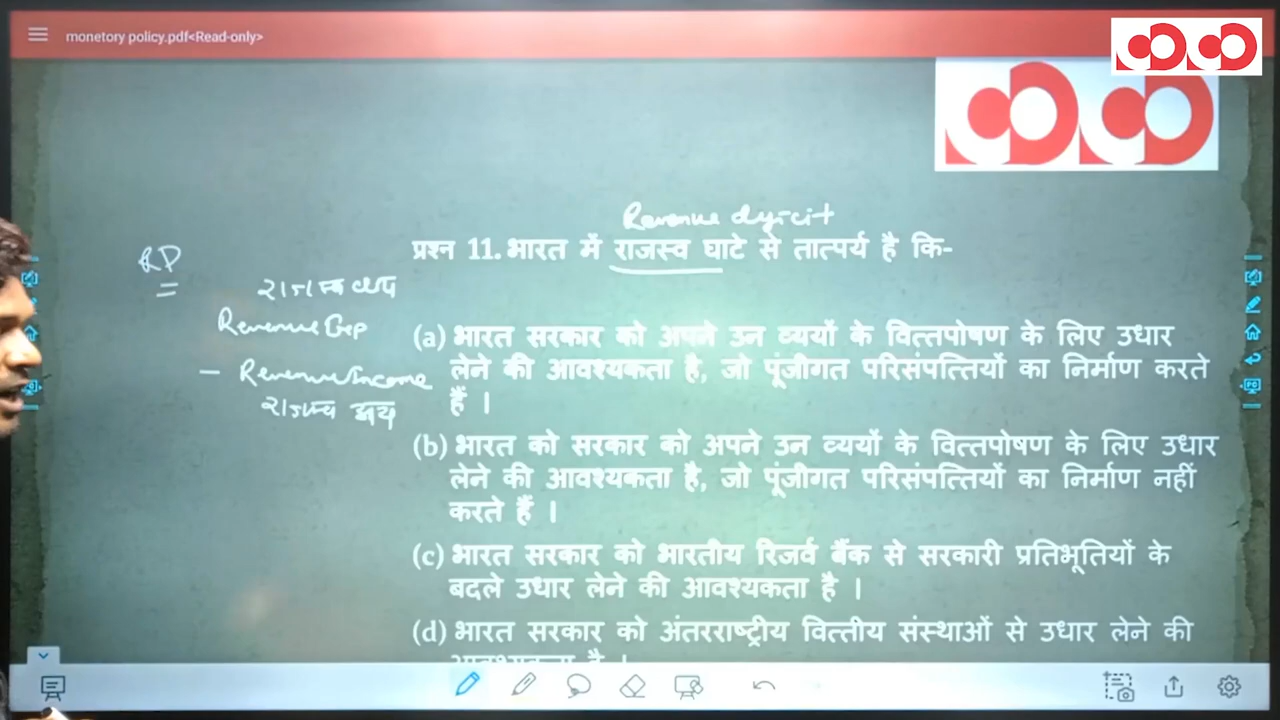 monetory policy.pdf<Read-only>
Revenue deficit
प्रश्न 11. भारत में राजस्व घाटे से तात्पर्य है कि-
RD
=
राजस्व व्यय
Revenue Exp
- Revenue Income
राजस्व आय
(a) भारत सरकार को अपने उन व्ययों के वित्तपोषण के लिए उधार
लेने की आवश्यकता है, जो पूंजीगत परिसंपत्तियों का निर्माण करते
हैं ।
(b) भारत को सरकार को अपने उन व्ययों के वित्तपोषण के लिए उधार
लेने की आवश्यकता है, जो पूंजीगत परिसंपत्तियों का निर्माण नहीं
करते हैं ।
(c) भारत सरकार को भारतीय रिजर्व बैंक से सरकारी प्रतिभूतियों के
बदले उधार लेने की आवश्यकता है ।
(d) भारत सरकार को अंतरराष्ट्रीय वित्तीय संस्थाओं से उधार लेने की
आवश्यकता है ।